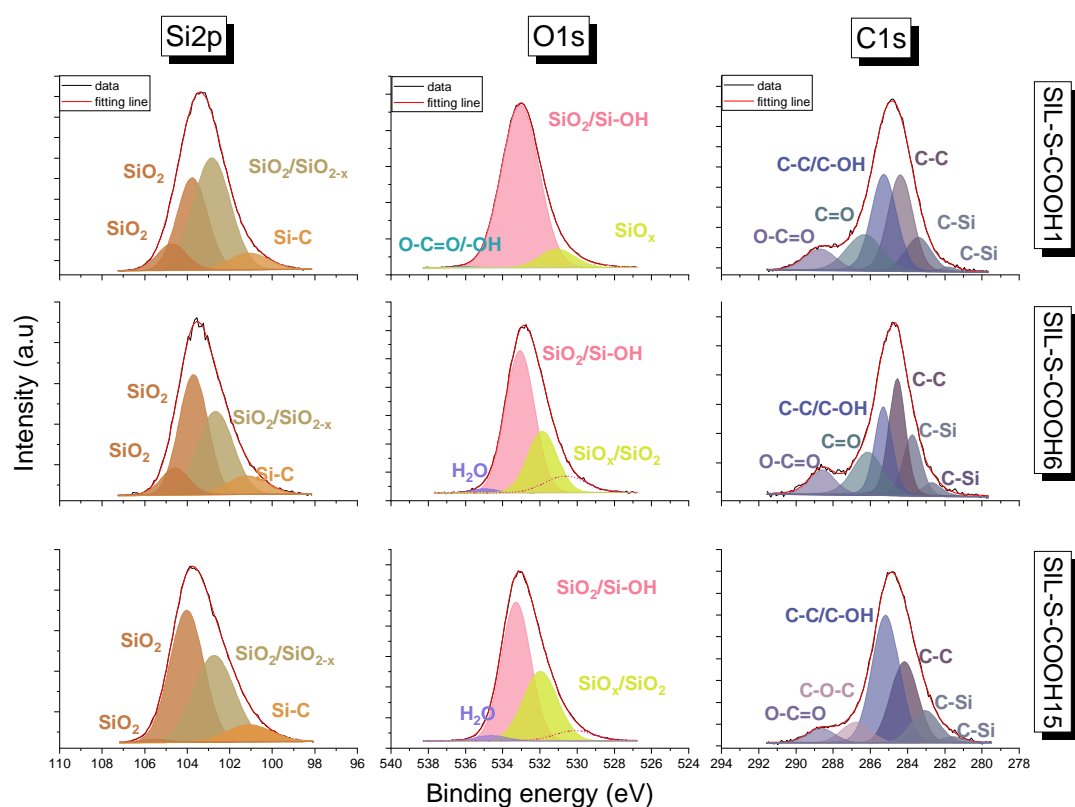 Si2p
O1s
C1s
data
fitting line
SiO2
SiO2/SiO2-x
SiO2
Si-C
data
fitting line
SiO2/Si-OH
O-C=O/-OH
SiOx
data
fitting line
C-C/C-OH
C-C
C=O
O-C=O
C-Si
C-Si
SIL-S-COOH1
Intensity (a.u)
SiO2
SiO2/SiO2-x
SiO2
Si-C
SiO2/Si-OH
SiOx/SiO2
H2O
C-C
C-C/C-OH
C=O
C-Si
O-C=O
C-Si
SIL-S-COOH6
SiO2
SiO2/SiO2-x
Si-C
SiO2
SiO2/Si-OH
SiOx/SiO2
H2O
C-C/C-OH
C-C
C-O-C
C-Si
O-C=O
C-Si
SIL-S-COOH15
110 108 106 104 102 100 98 96
540 538 536 534 532 530 528 526 524
294 292 290 288 286 284 282 280 278
Binding energy (eV)